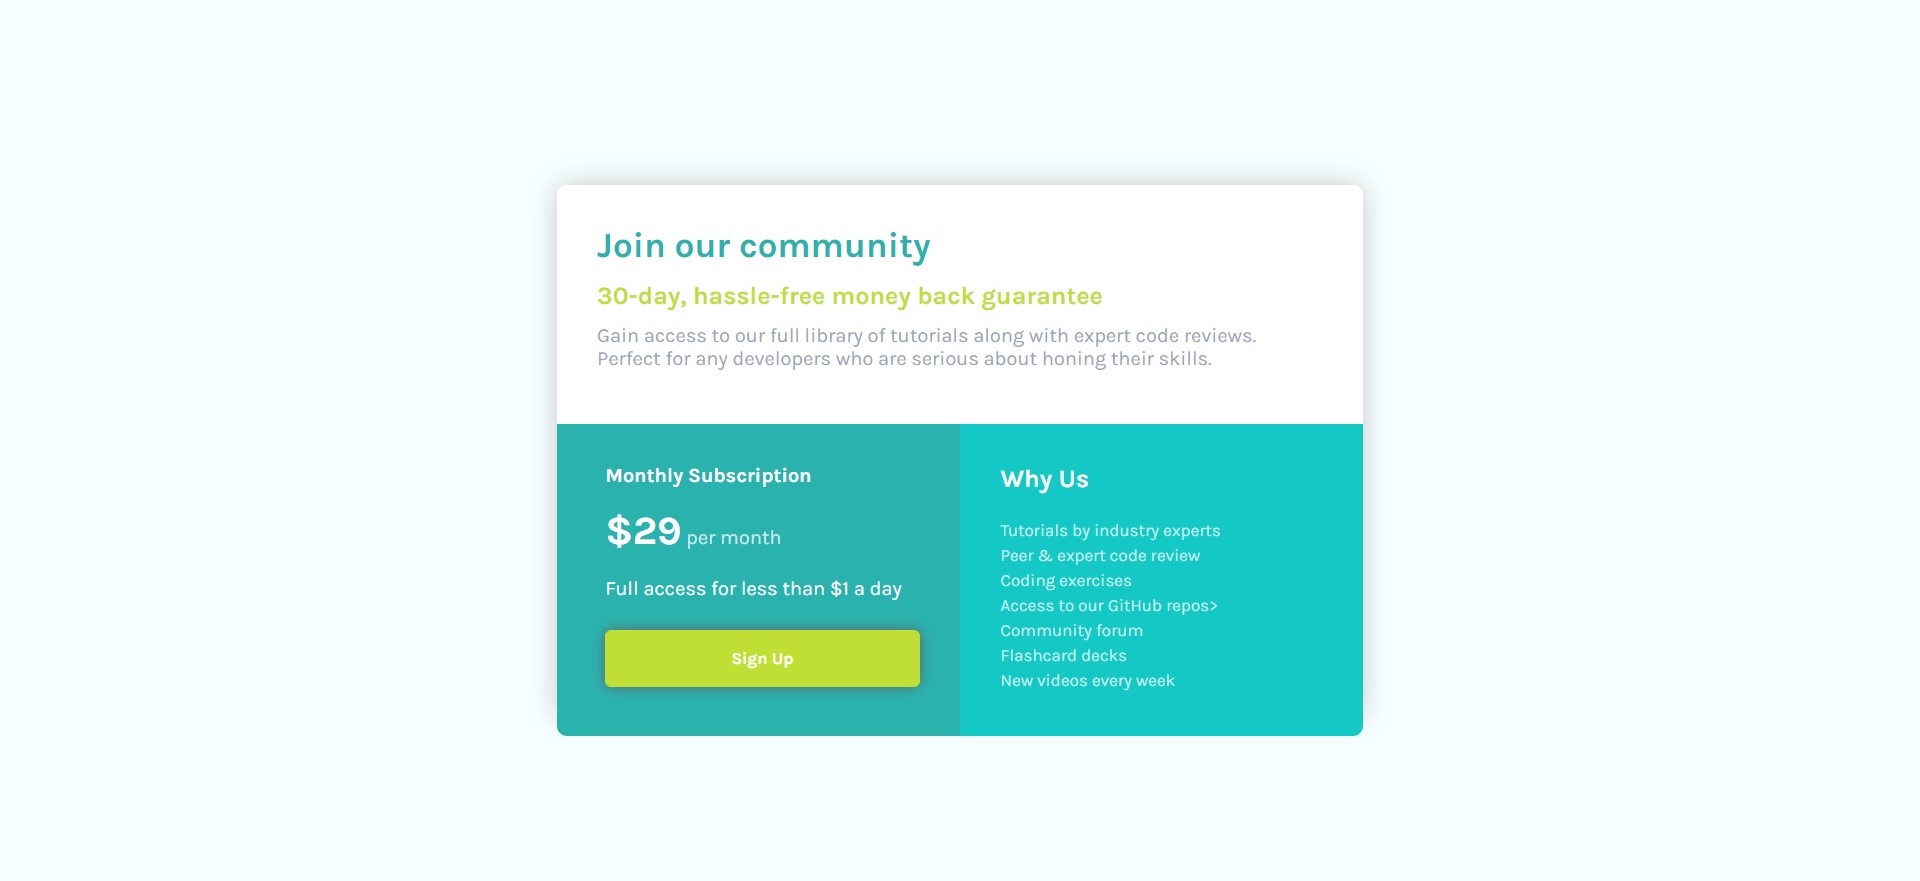 Join our community
30-day, hassle-free money back guarantee
Gain access to our full library of tutorials along with expert code reviews.
Perfect for any developers who are serious about honing their skills.
Monthly Subscription
$29 per month
Full access for less than $1 a day
Sign Up
Why Us
Tutorials by industry experts
Peer & expert code review
Coding exercises
Access to our GitHub repos>
Community forum
Flashcard decks
New videos every week